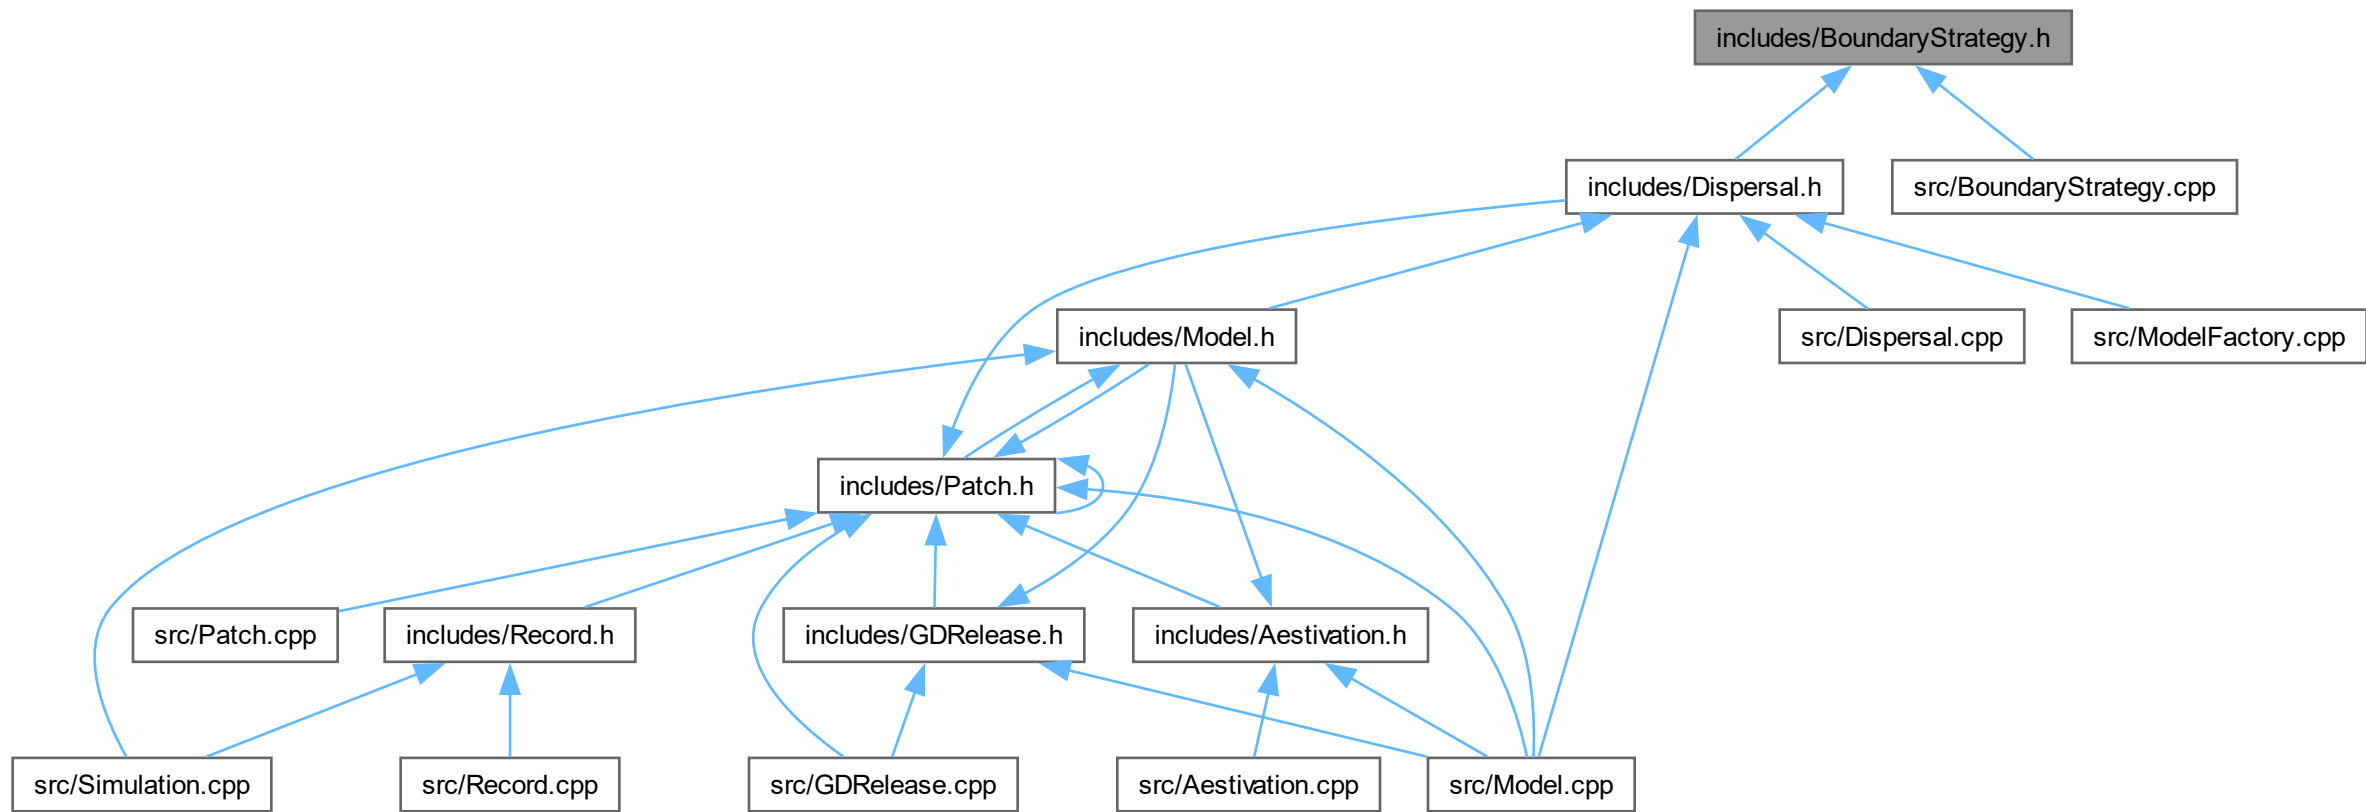 includes/BoundaryStrategy.h
includes/Dispersal.h
src/BoundaryStrategy.cpp
includes/Model.h
src/Dispersal.cpp
src/ModelFactory.cpp
includes/Patch.h
src/Patch.cpp
includes/Record.h
includes/GDRelease.h
includes/Aestivation.h
src/Simulation.cpp
src/Record.cpp
src/GDRelease.cpp
src/Aestivation.cpp
src/Model.cpp